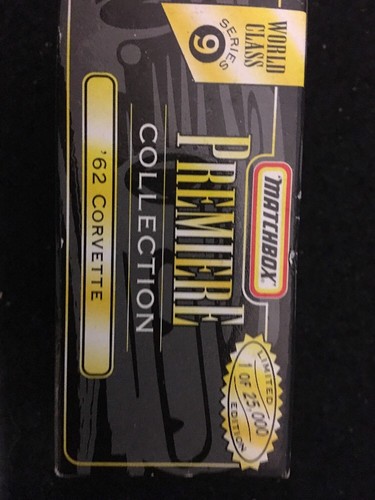 WORLD
CLASS
SERIES
9
MATCHBOX
PREMIERE
COLLECTION
'62 CORVETTE
LIMITED
1 OF 25,000
EDITION